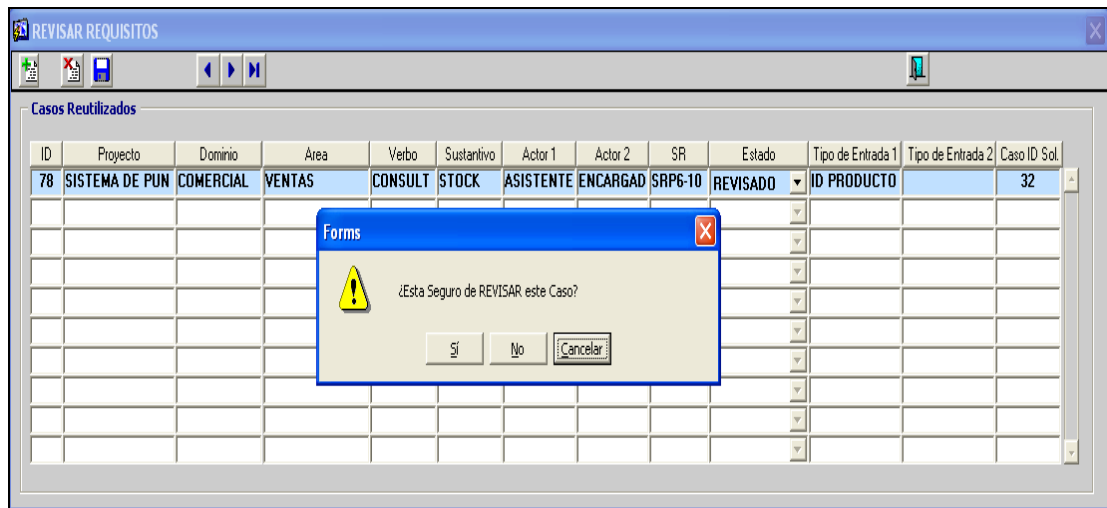 REVISAR REQUISITOS
Casos Reutilizados
ID Proyecto Dominio Area Verbo Sustantivo Actor 1 Actor 2 SR Estado Tipo de Entrada 1 Tipo de Entrada 2 Caso ID Sol.
78 SISTEMA DE PUN COMERCIAL VENTAS CONSULT STOCK ASISTENTE ENCARGAD SRP6-10 REVISADO ID PRODUCTO 32
Forms
¿Esta Seguro de REVISAR este Caso?
Sí No Cancelar